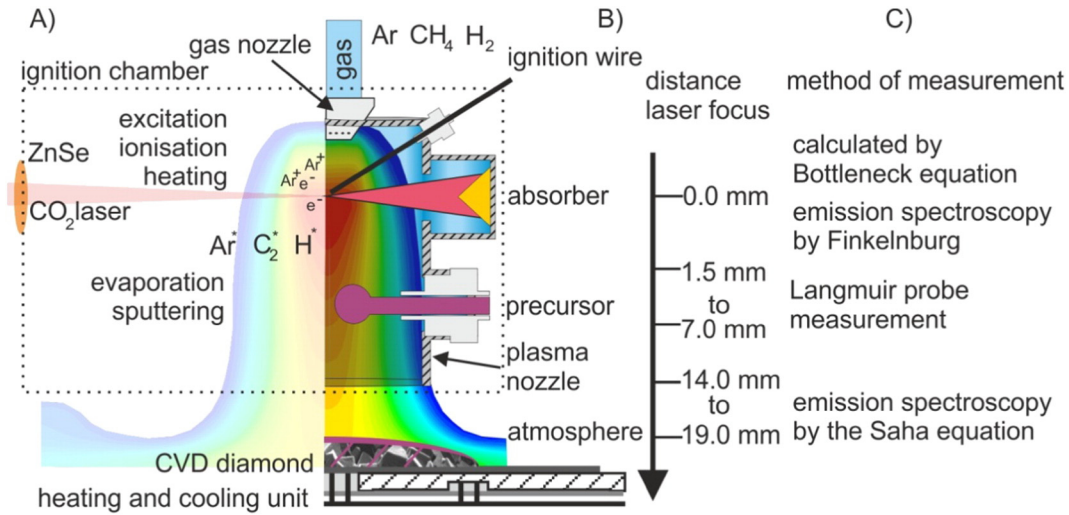 A)
gas nozzle
gas
Ar CH4 H2
ignition wire
ignition chamber
excitation
ionisation
heating
ZnSe
CO2 laser
Ar+
Ar+ e-
e-
Ar* C2* H*
evaporation
sputtering
absorber
precursor
plasma
nozzle
atmosphere
CVD diamond
heating and cooling unit
B)
distance
laser focus
0.0 mm
1.5 mm
to
7.0 mm
14.0 mm
to
19.0 mm
C)
method of measurement
calculated by
Bottleneck equation
emission spectroscopy
by Finkelnburg
Langmuir probe
measurement
emission spectroscopy
by the Saha equation